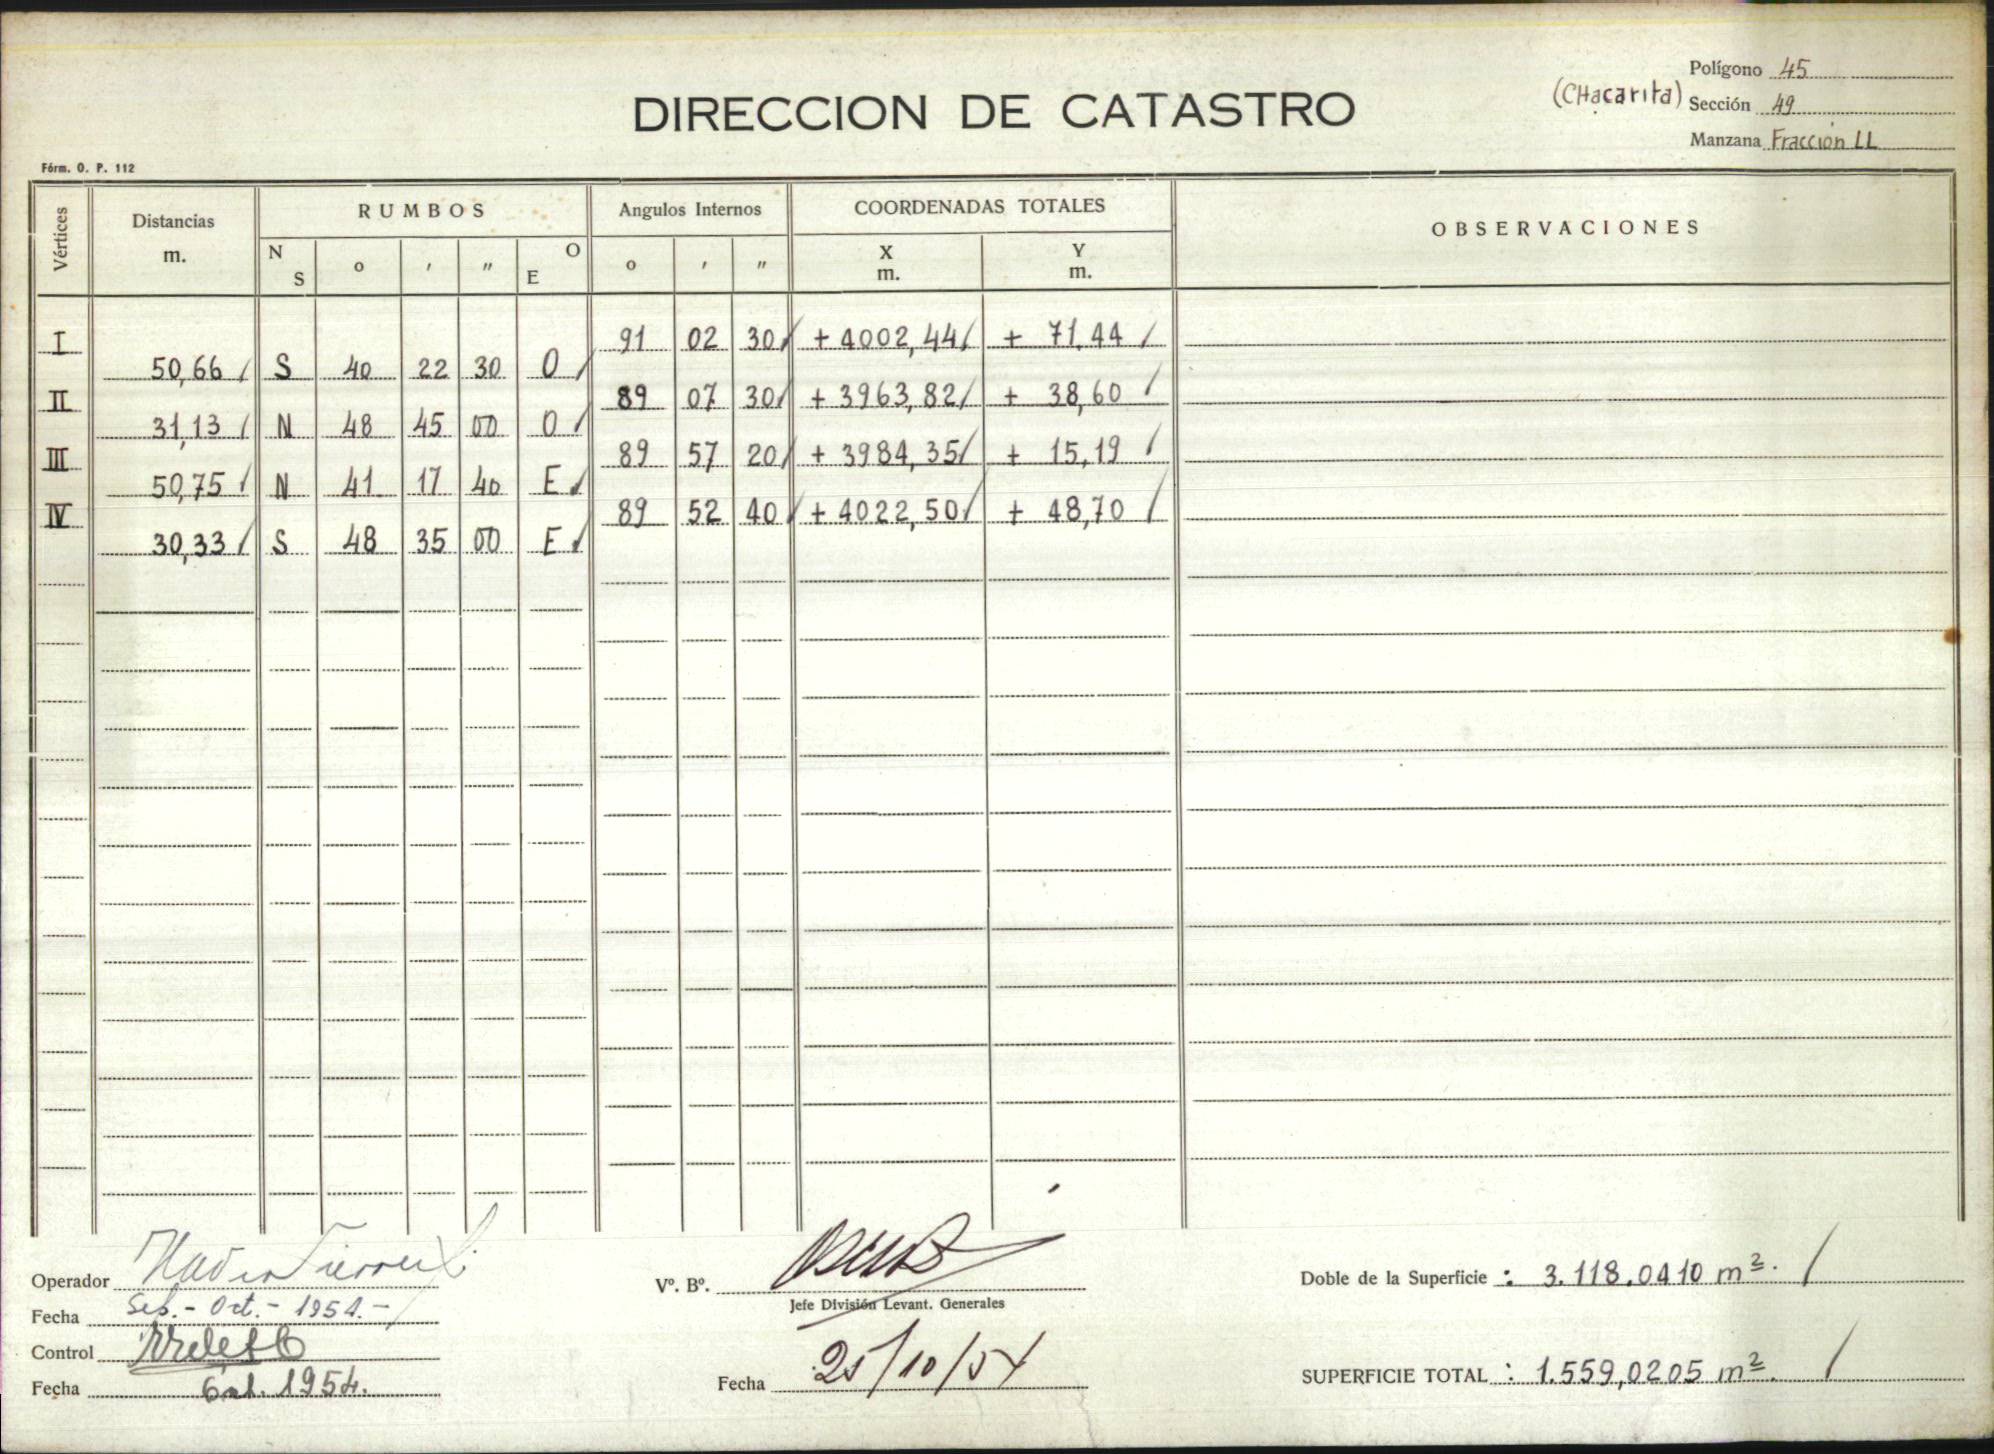 Polígono 45
DIRECCION DE CATASTRO
(CHacarita) Sección 49
Manzana Fracción LL
Fórm. O. P. 112
Vértices Distancias m. RUMBOS N S o ' " O E Angulos Internos o ' " COORDENADAS TOTALES X m. Y m. OBSERVACIONES
I 91 02 30 + 4002,44 + 71,44
50,66 S 40 22 30 O
II 89 07 30 + 3963,82 + 38,60
31,13 N 48 45 00 O
III 89 57 20 + 3984,35 + 15,19
50,75 N 41 17 40 E
IV 89 52 40 + 4022,50 + 48,70
30,33 S 48 35 00 E
Operador
Fecha Seb.- Oct.- 1954.-
Control
Fecha Oct. 1954.
Vº. Bº.
Jefe División Levant. Generales
Fecha 25/10/54
Doble de la Superficie : 3.118.0410 m².
SUPERFICIE TOTAL : 1.559,0205 m².